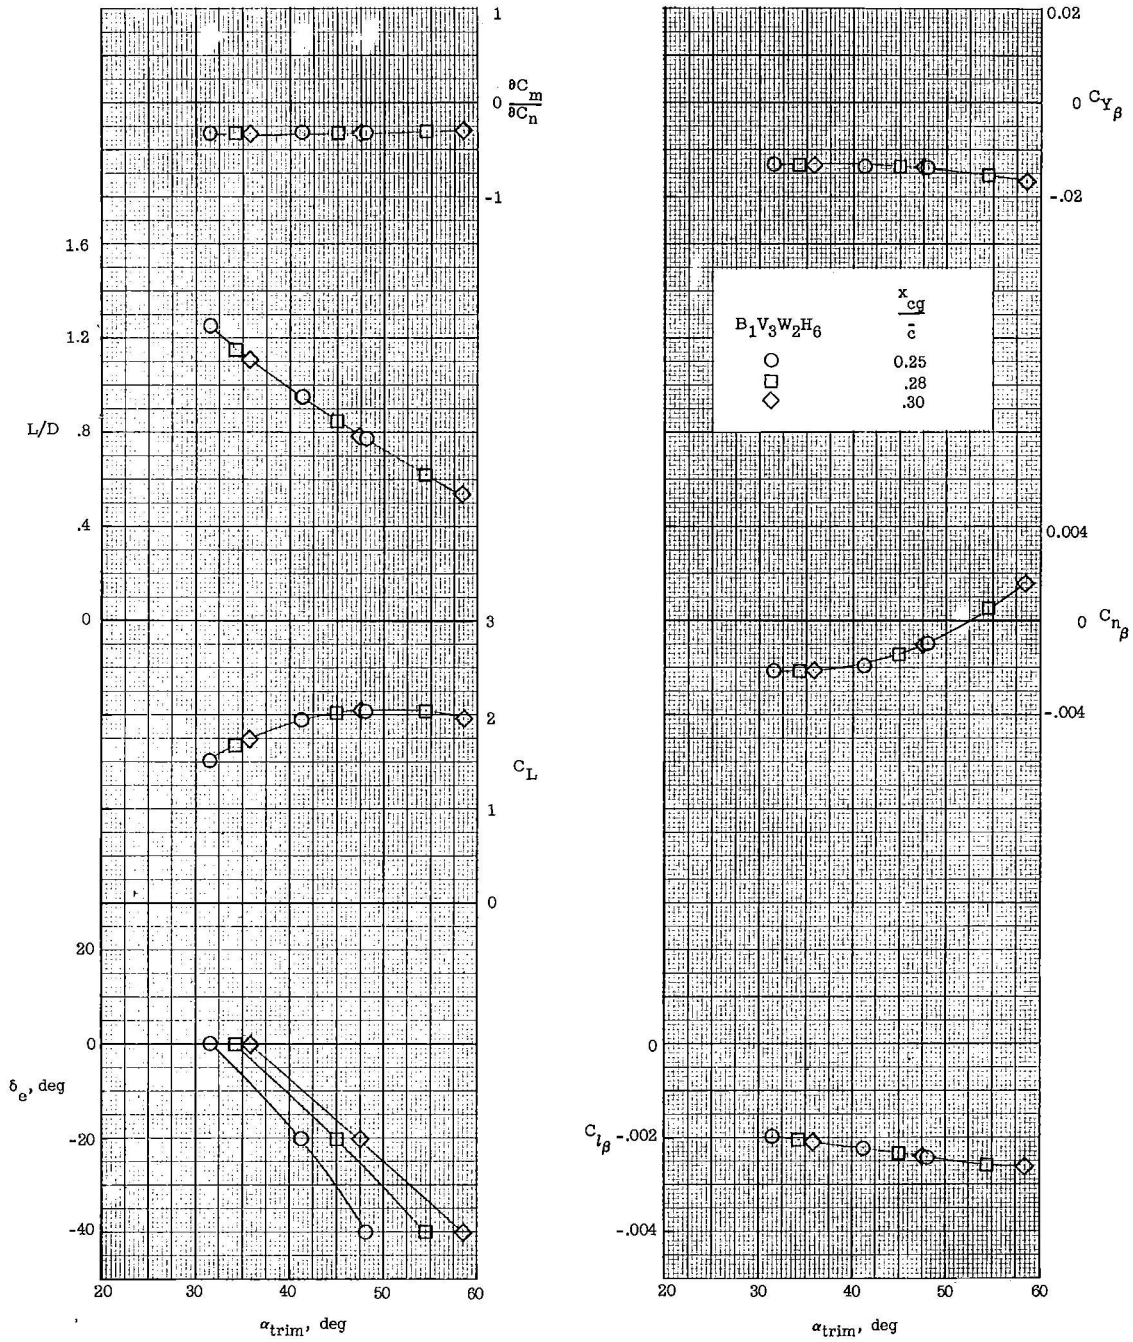 1
0 ∂C_m
∂C_n
-1
1.6
1.2
L/D .8
.4
0
3
2
C_L
1
0
20
0
δ_e, deg
-20
-40
20 30 40 50 60
α_trim, deg
0.02
0 C_Yβ
-.02
x_cg
B₁V₃W₂H₆ c̄
0.25
.28
.30
0.004
0 C_nβ
-.004
0
C_lβ -.002
-.004
20 30 40 50 60
α_trim, deg